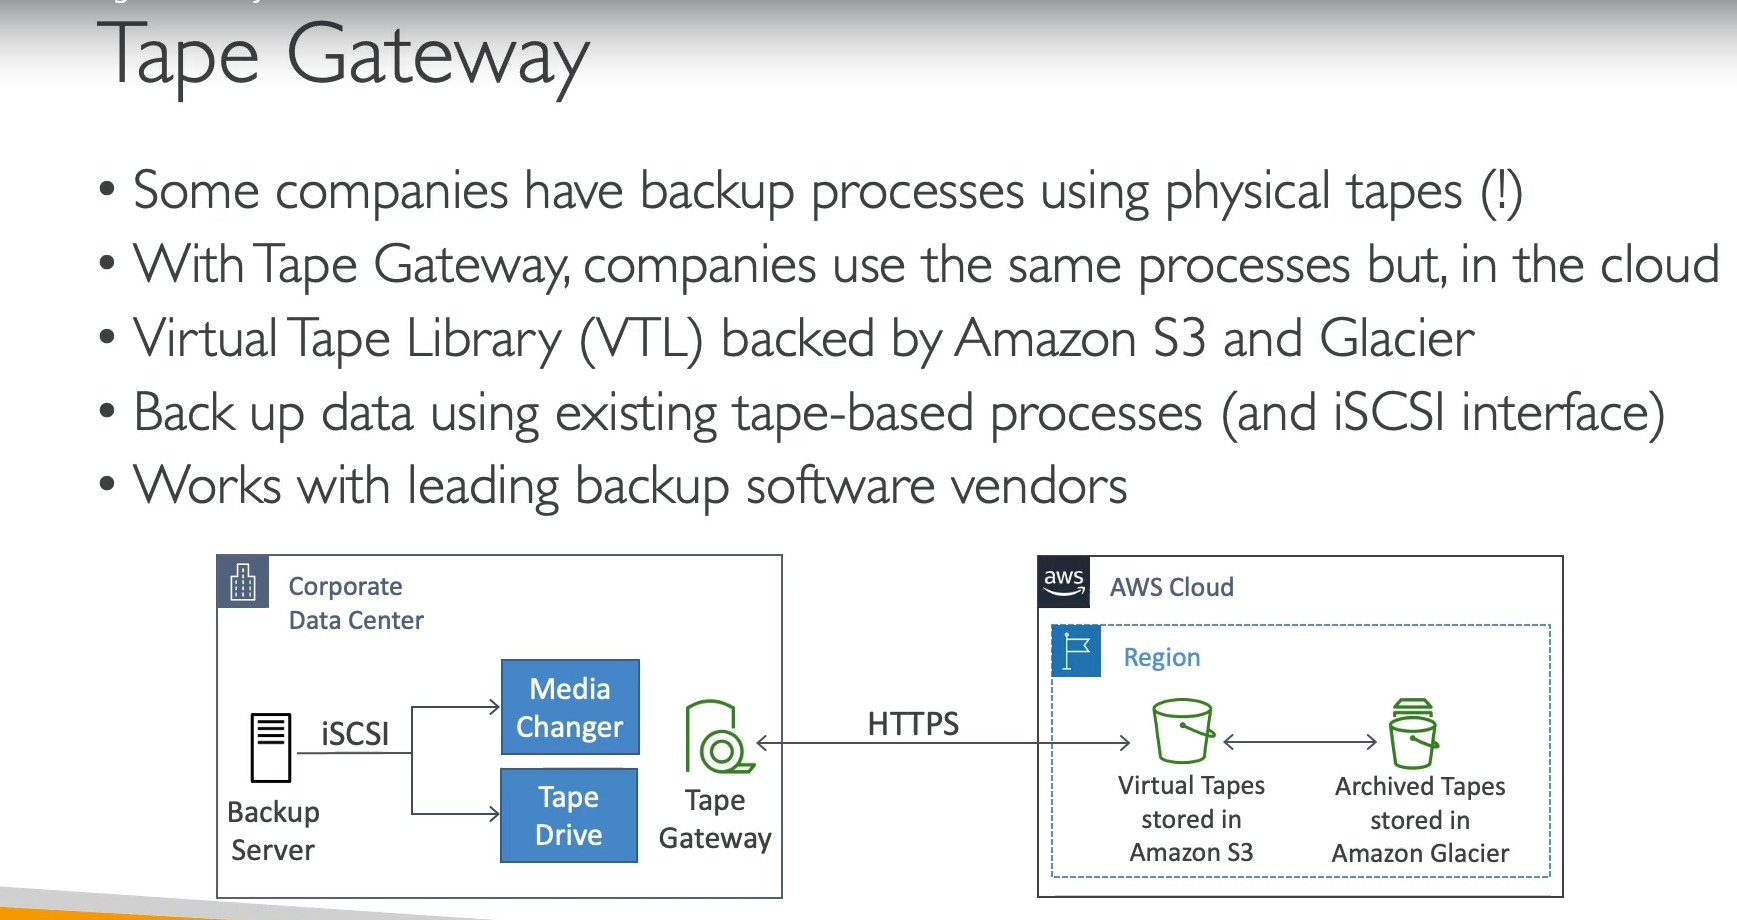 Tape Gateway
• Some companies have backup processes using physical tapes (!)
• With Tape Gateway, companies use the same processes but, in the cloud
• Virtual Tape Library (VTL) backed by Amazon S3 and Glacier
• Back up data using existing tape-based processes (and iSCSI interface)
• Works with leading backup software vendors
Corporate
Data Center
Backup
Server
iSCSI
Media
Changer
Tape
Drive
Tape
Gateway
HTTPS
aws
AWS Cloud
Region
Virtual Tapes
stored in
Amazon S3
Archived Tapes
stored in
Amazon Glacier